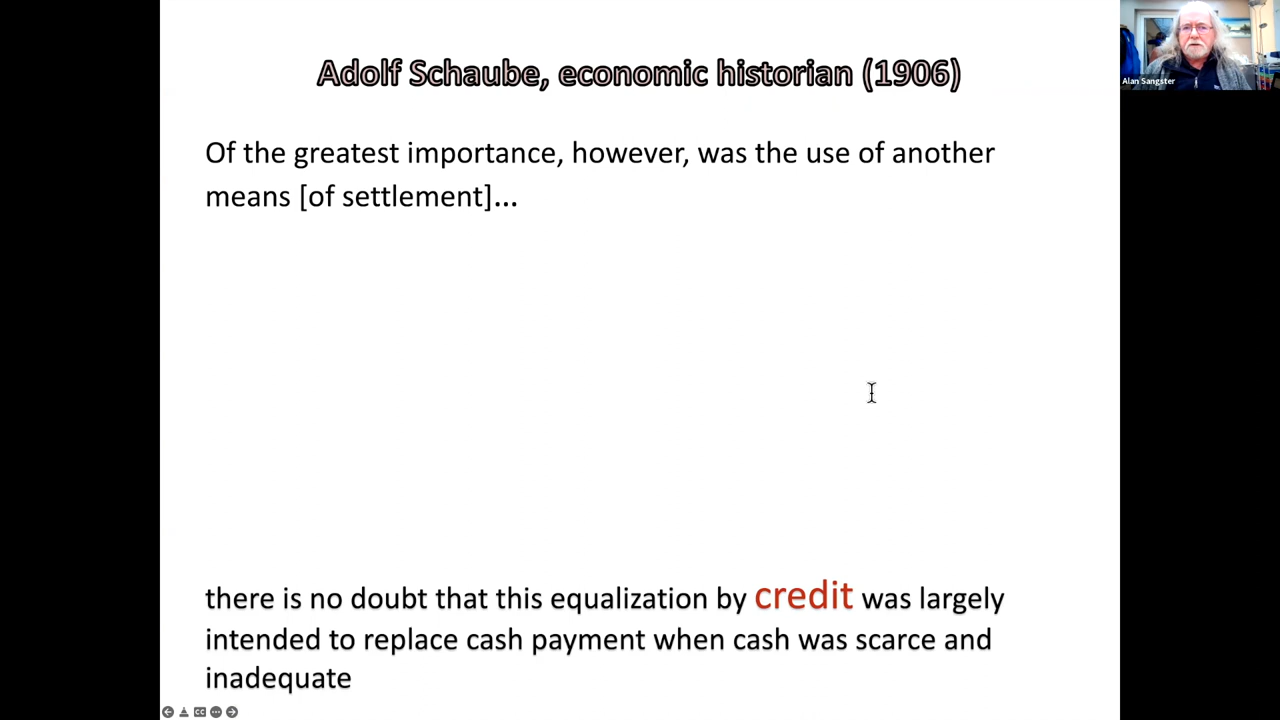 Adolf Schaube, economic historian (1906)
Alan Sangster
Of the greatest importance, however, was the use of another
means [of settlement]...
there is no doubt that this equalization by credit was largely
intended to replace cash payment when cash was scarce and
inadequate
CC